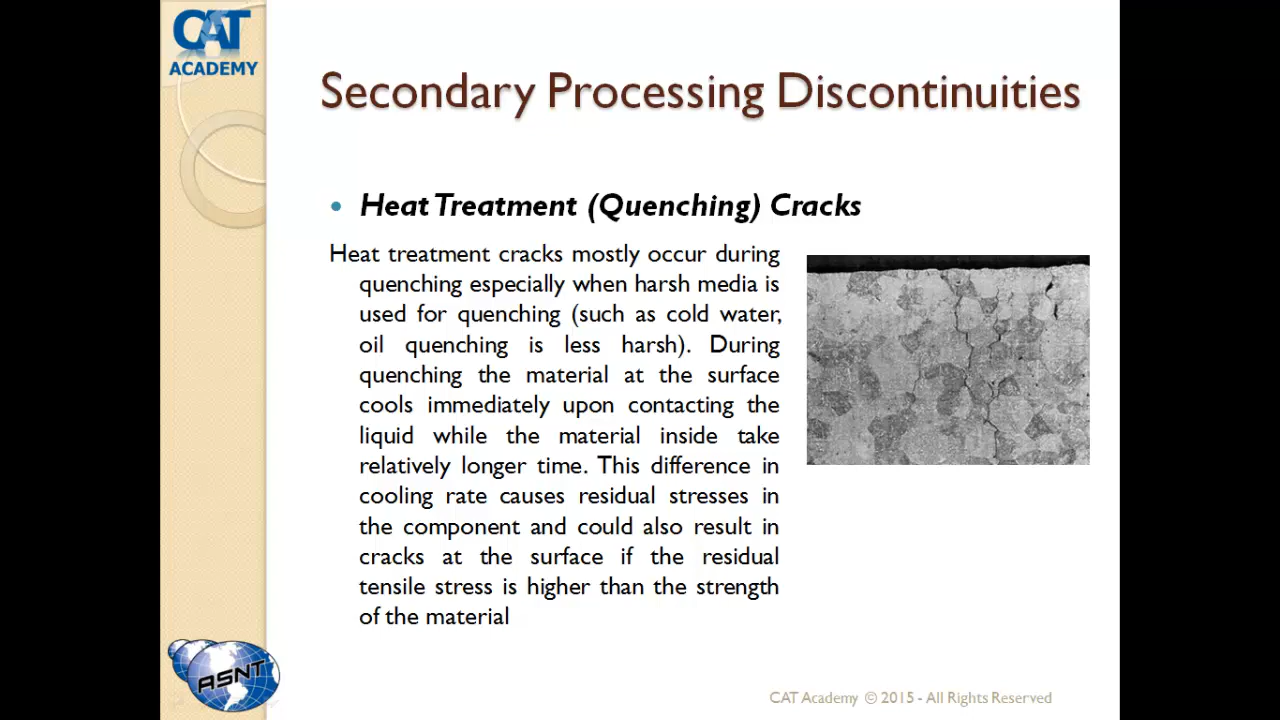 CAT
ACADEMY
Secondary Processing Discontinuities
• Heat Treatment (Quenching) Cracks
Heat treatment cracks mostly occur during
quenching especially when harsh media is
used for quenching (such as cold water,
oil quenching is less harsh). During
quenching the material at the surface
cools immediately upon contacting the
liquid while the material inside take
relatively longer time. This difference in
cooling rate causes residual stresses in
the component and could also result in
cracks at the surface if the residual
tensile stress is higher than the strength
of the material
ASNT
CAT Academy © 2015 - All Rights Reserved